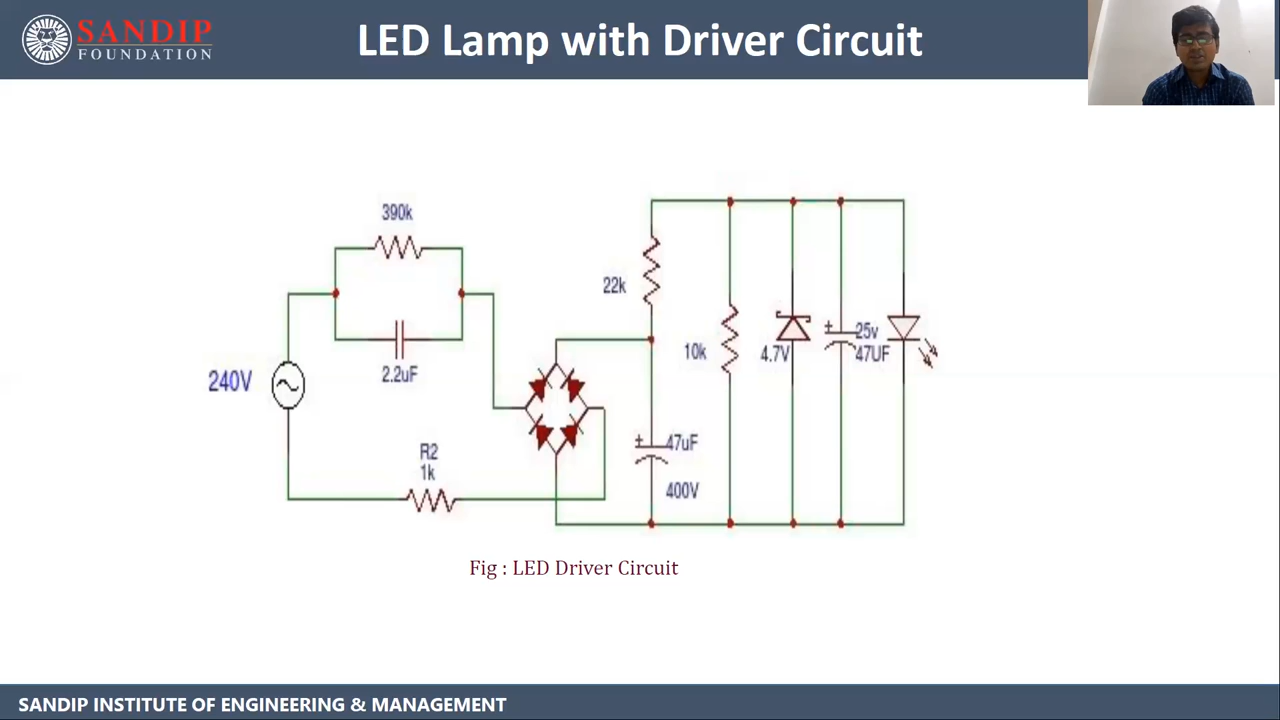 SANDIP
FOUNDATION
LED Lamp with Driver Circuit
390k
2.2uF
240V
R2
1k
22k
10k
4.7V
25v
47UF
47uF
400V
Fig : LED Driver Circuit
SANDIP INSTITUTE OF ENGINEERING & MANAGEMENT